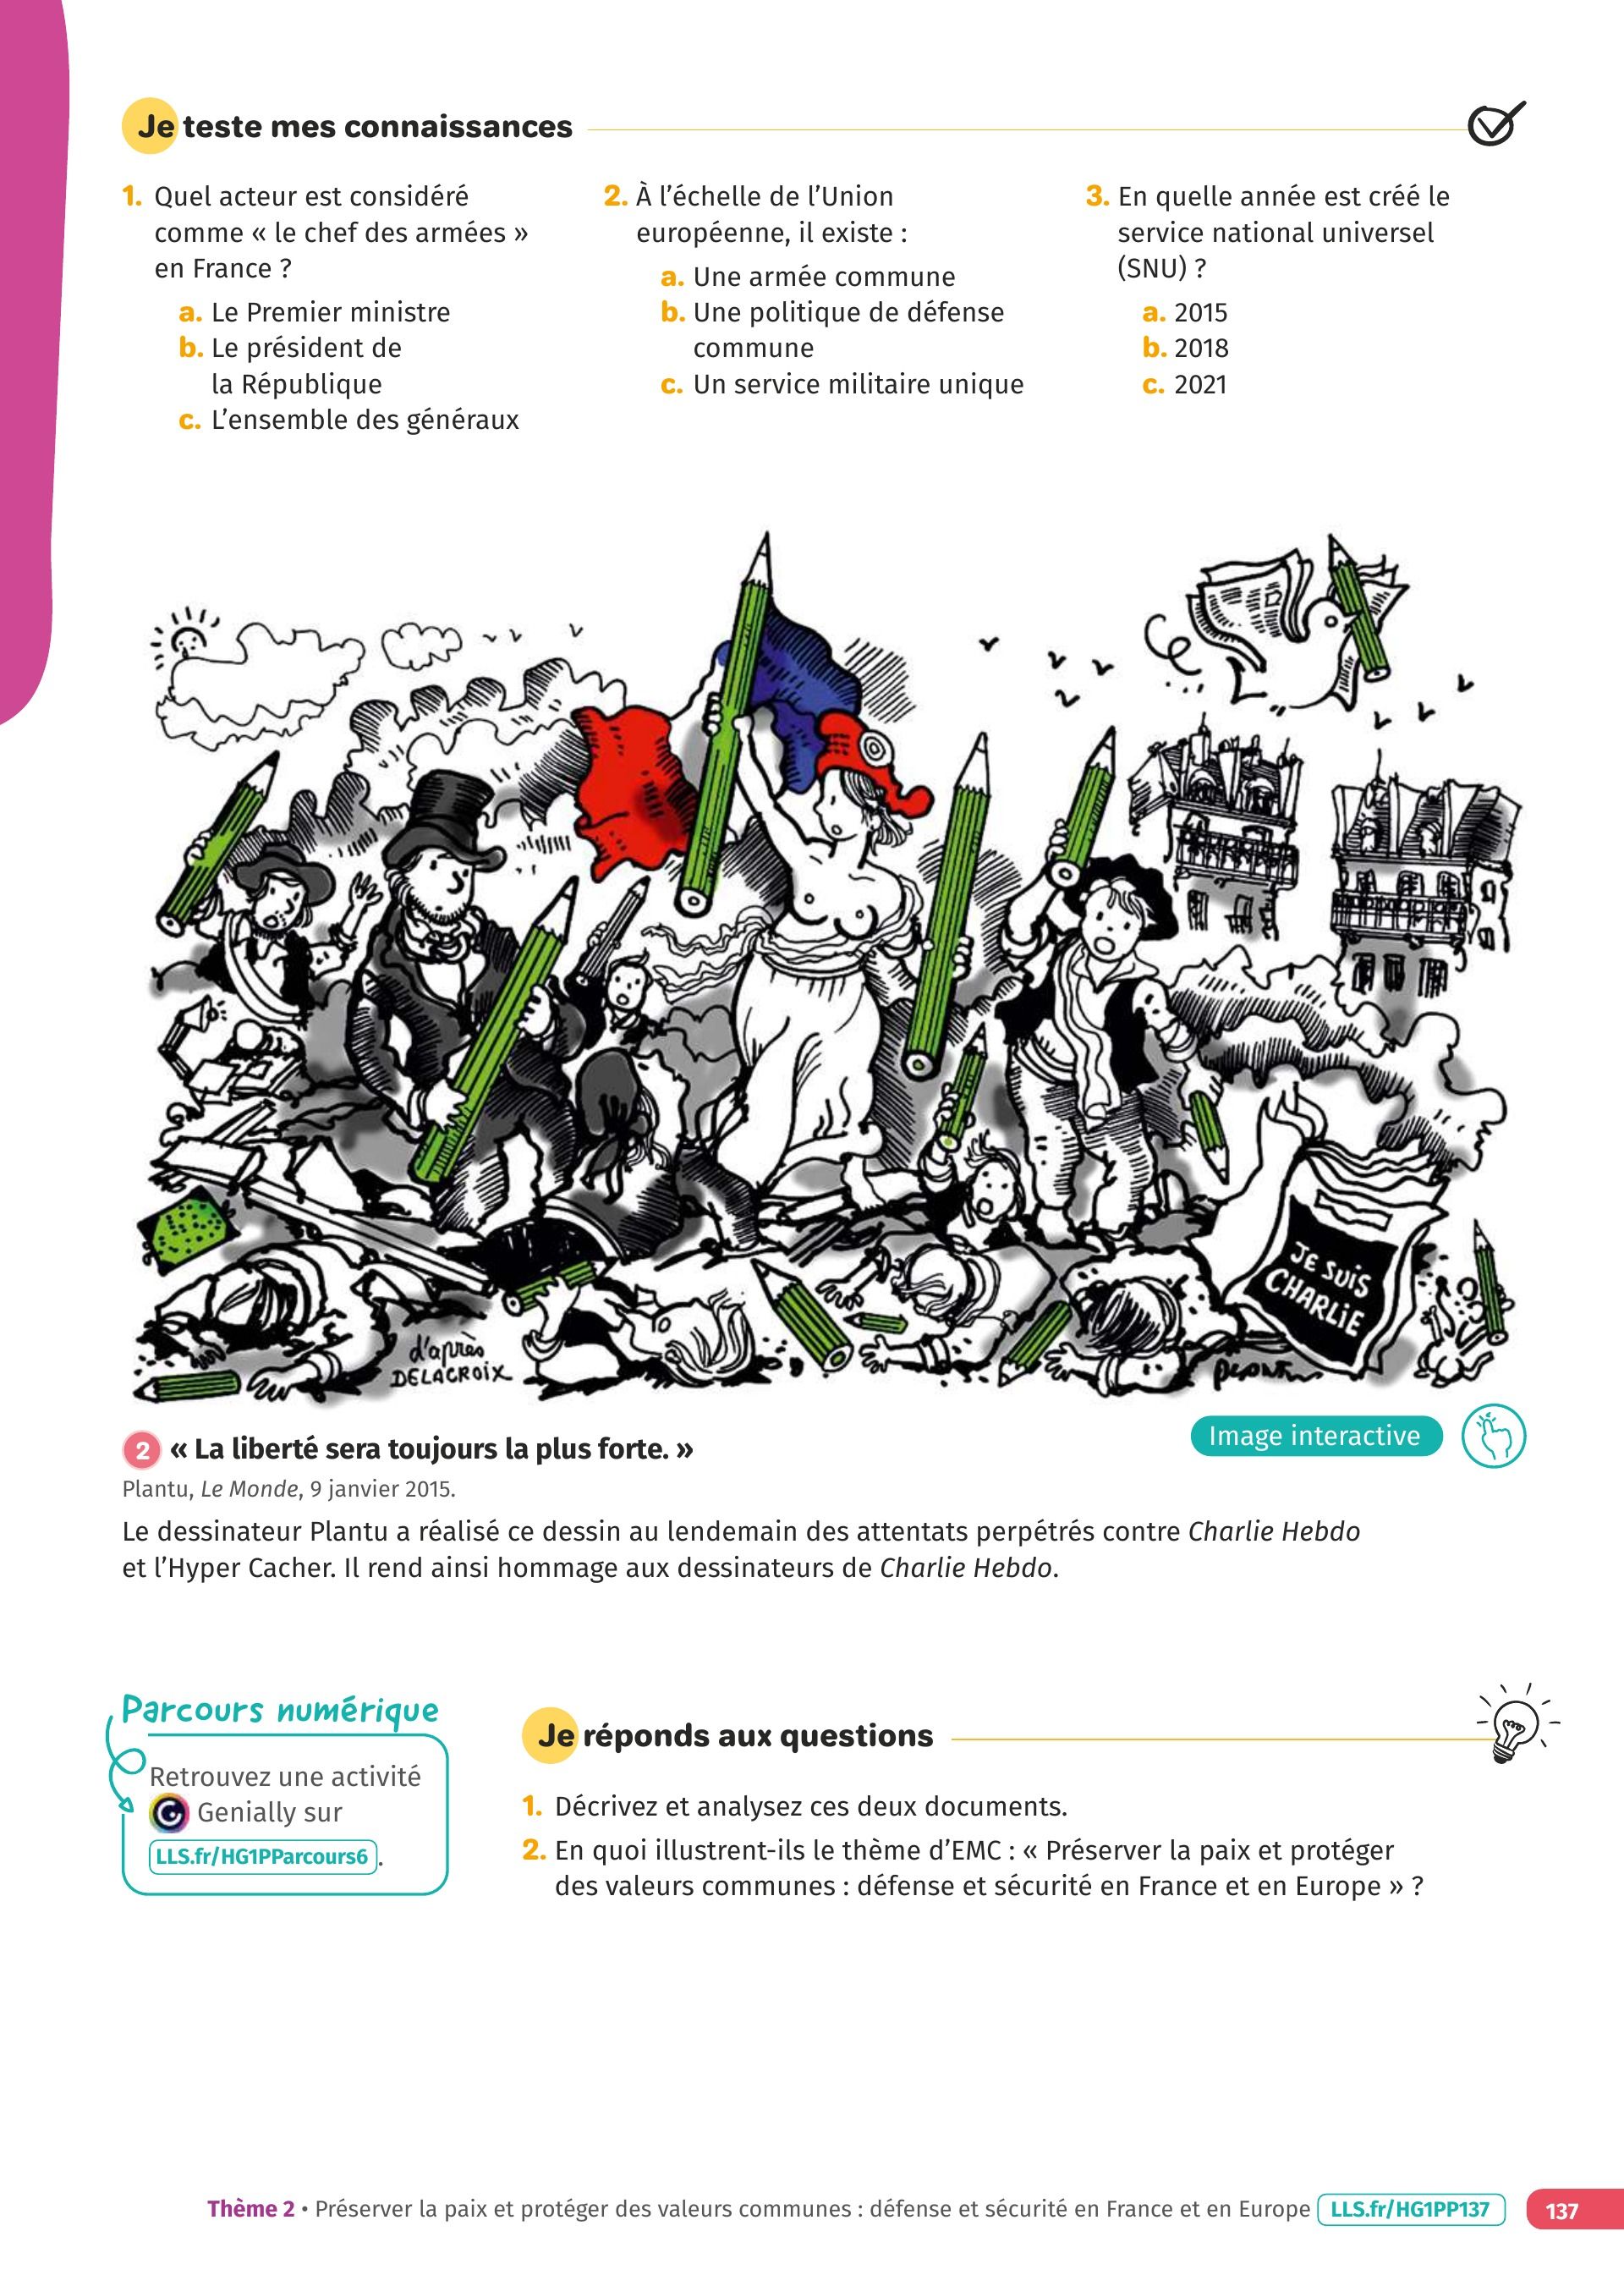 Je teste mes connaissances
1. Quel acteur est considéré
comme « le chef des armées »
en France ?
a. Le Premier ministre
b. Le président de
la République
c. L’ensemble des généraux
2. À l’échelle de l’Union
européenne, il existe :
a. Une armée commune
b. Une politique de défense
commune
c. Un service militaire unique
3. En quelle année est créé le
service national universel
(SNU) ?
a. 2015
b. 2018
c. 2021
JE SUIS
CHARLIE
d'après
DELACROIX
PLANTU
2 « La liberté sera toujours la plus forte. »
Image interactive
Plantu, Le Monde, 9 janvier 2015.
Le dessinateur Plantu a réalisé ce dessin au lendemain des attentats perpétrés contre Charlie Hebdo
et l’Hyper Cacher. Il rend ainsi hommage aux dessinateurs de Charlie Hebdo.
Parcours numérique
Retrouvez une activité
Genially sur
LLS.fr/HG1PParcours6.
Je réponds aux questions
1. Décrivez et analysez ces deux documents.
2. En quoi illustrent-ils le thème d’EMC : « Préserver la paix et protéger
des valeurs communes : défense et sécurité en France et en Europe » ?
Thème 2 • Préserver la paix et protéger des valeurs communes : défense et sécurité en France et en Europe LLS.fr/HG1PP137 137